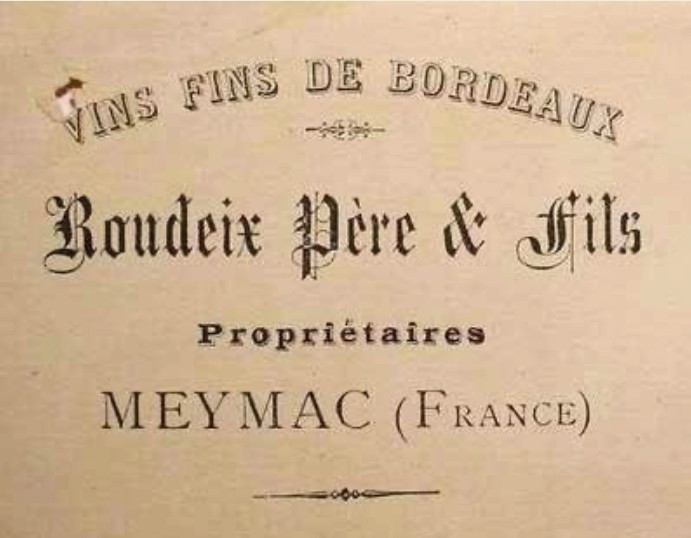 VINS FINS DE BORDEAUX
Roudeix Père & Fils
Propriétaires
MEYMAC (FRANCE)